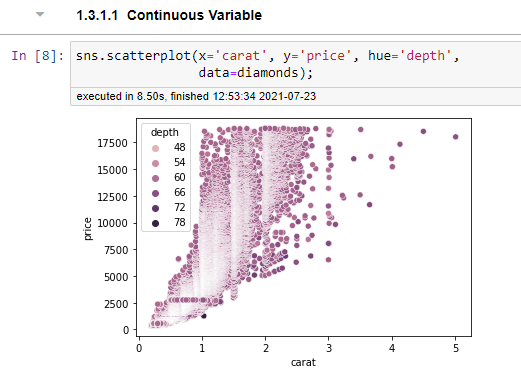 1.3.1.1 Continuous Variable
In [8]: sns.scatterplot(x='carat', y='price', hue='depth',
data=diamonds);
executed in 8.50s, finished 12:53:34 2021-07-23
depth
48
54
60
66
72
78
17500
15000
12500
10000
7500
5000
2500
0
price
0 1 2 3 4 5
carat